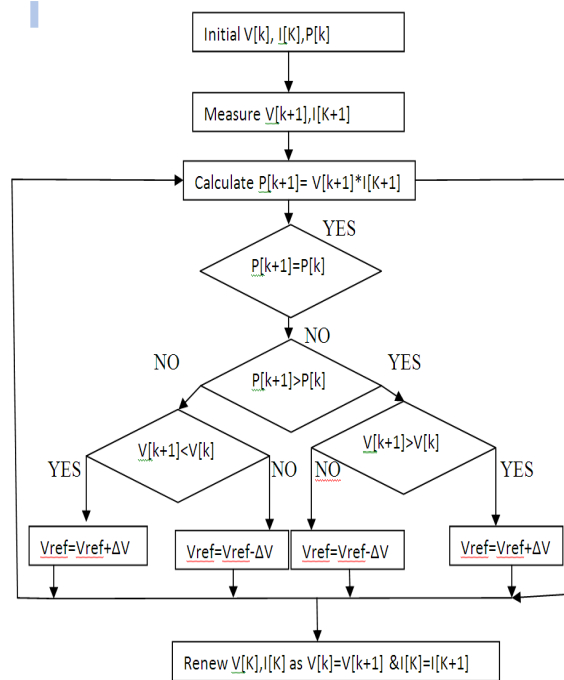 Initial V[k], I[K],P[k]
Measure V[k+1],I[K+1]
Calculate P[k+1]= V[k+1]*I[K+1]
YES
P[k+1]=P[k]
NO
NO
YES
P[k+1]>P[k]
V[k+1]<V[k]
V[k+1]>V[k]
YES
NO
NO
YES
Vref=Vref+ΔV
Vref=Vref-ΔV
Vref=Vref-ΔV
Vref=Vref+ΔV
Renew V[K],I[K] as V[k]=V[k+1] &I[K]=I[K+1]